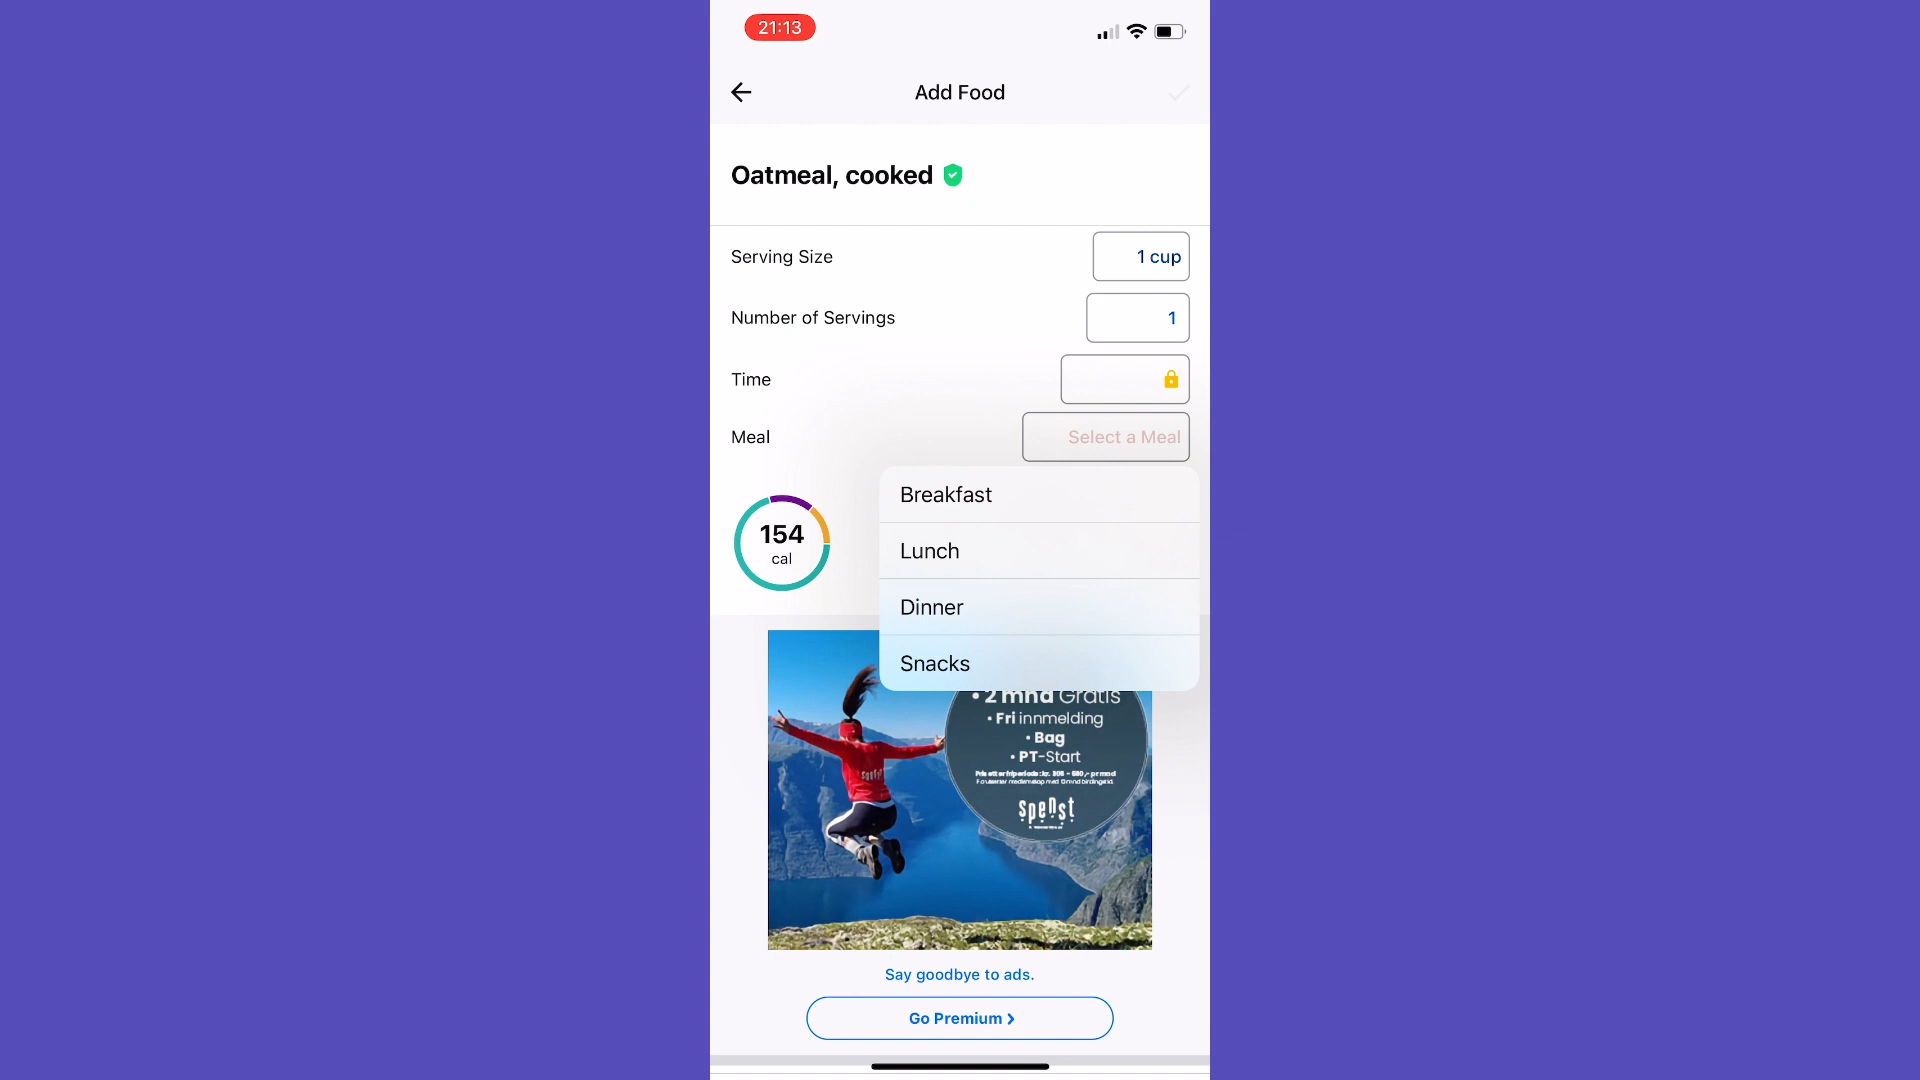 21:13
Add Food
Oatmeal, cooked
Serving Size
1 cup
Number of Servings
1
Time
Meal
Select a Meal
154
cal
Breakfast
Lunch
Dinner
Snacks
• 2 mnd Gratis
• Fri innmelding
• Bag
• PT-Start
spenst
Say goodbye to ads.
Go Premium